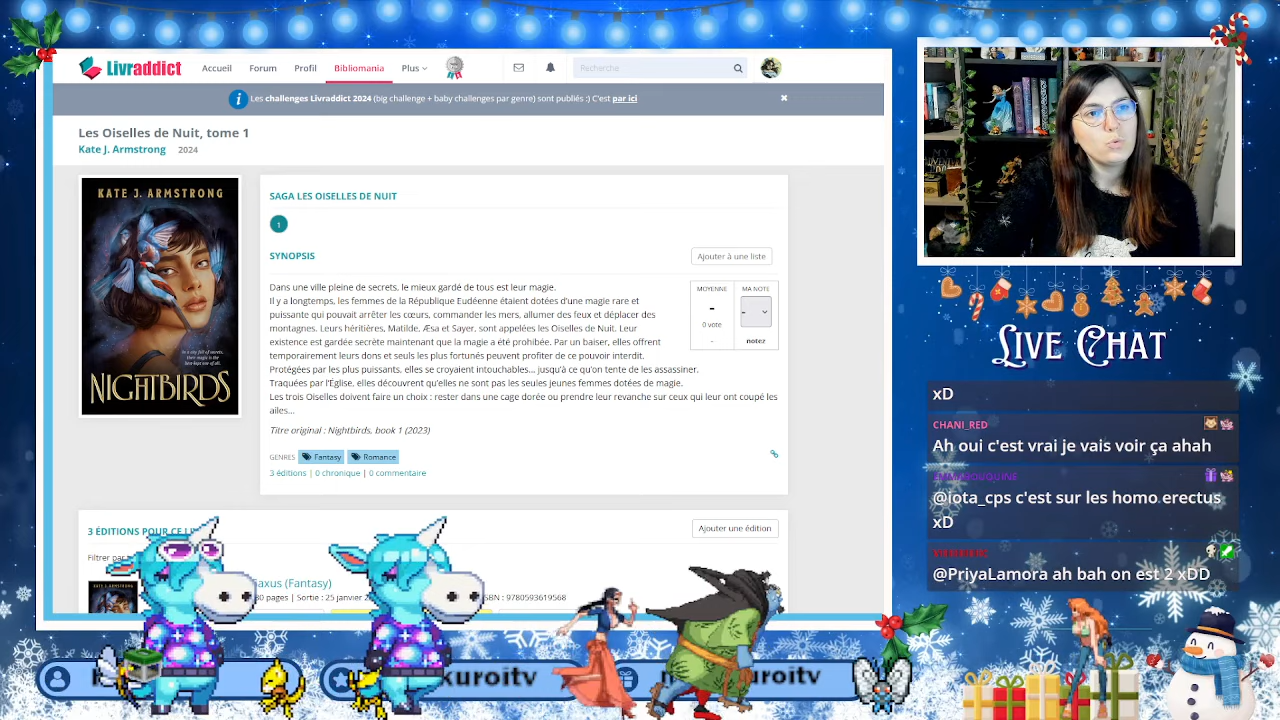 Livraddict
Accueil Forum Profil Bibliomania Plus Recherche
Les challenges Livraddict 2024 (big challenge + baby challenges par genre) sont publiés :) C'est par ici
Les Oiselles de Nuit, tome 1
Kate J. Armstrong 2024
KATE J. ARMSTRONG
NIGHTBIRDS
SAGA LES OISELLES DE NUIT
1
SYNOPSIS
Ajouter à une liste
Dans une ville pleine de secrets, le mieux gardé de tous est leur magie.
Il y a longtemps, les femmes de la République Eudéenne étaient dotées d'une magie rare et
puissante qui pouvait arrêter les cœurs, commander les mers, allumer des feux et déplacer des
montagnes. Leurs héritières, Matilde, Æsa et Sayer, sont appelées les Oiselles de Nuit. Leur
existence est gardée secrète maintenant que la magie a été prohibée. Par un baiser, elles offrent
temporairement leurs dons et seuls les plus fortunés peuvent profiter de ce pouvoir interdit.
Protégées par les plus puissants, elles se croyaient intouchables... jusqu'à ce qu'on tente de les assassiner.
Traquées par l'Église, elles découvrent qu'elles ne sont pas les seules jeunes femmes dotées de magie.
Les trois Oiselles doivent faire un choix : rester dans une cage dorée ou prendre leur revanche sur ceux qui leur ont coupé les
ailes...
Titre original : Nightbirds, book 1 (2023)
MOYENNE MA NOTE
- -
0 vote
- notez
GENRES Fantasy Romance
3 éditions | 0 chronique | 0 commentaire
3 ÉDITIONS POUR CE LI
Ajouter une édition
Filtrer par
axus (Fantasy)
80 pages | Sortie : 25 janvier 2
SBN : 9780593619568
LIVE CHAT
xD
CHANI_RED
Ah oui c'est vrai je vais voir ça ahah
@iota_cps c'est sur les homo erectus
xD
@PriyaLamora ah bah on est 2 xDD
kuroitv
uroitv